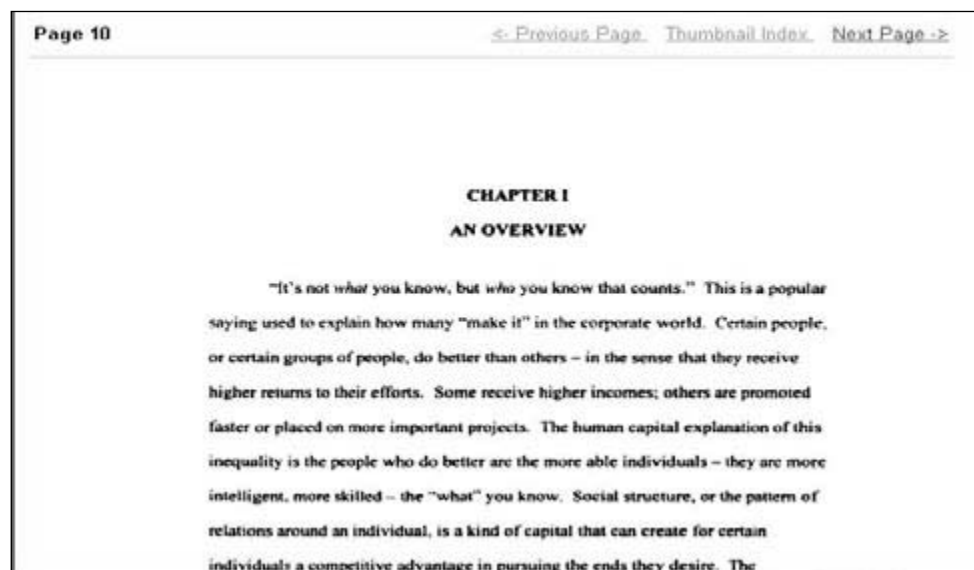 Page 10
<- Previous Page Thumbnail Index Next Page ->
CHAPTER I
AN OVERVIEW
"It's not what you know, but who you know that counts." This is a popular
saying used to explain how many "make it" in the corporate world. Certain people,
or certain groups of people, do better than others – in the sense that they receive
higher returns to their efforts. Some receive higher incomes; others are promoted
faster or placed on more important projects. The human capital explanation of this
inequality is the people who do better are the more able individuals – they are more
intelligent, more skilled – the "what" you know. Social structure, or the pattern of
relations around an individual, is a kind of capital that can create for certain
individuals a competitive advantage in pursuing the ends they desire. The